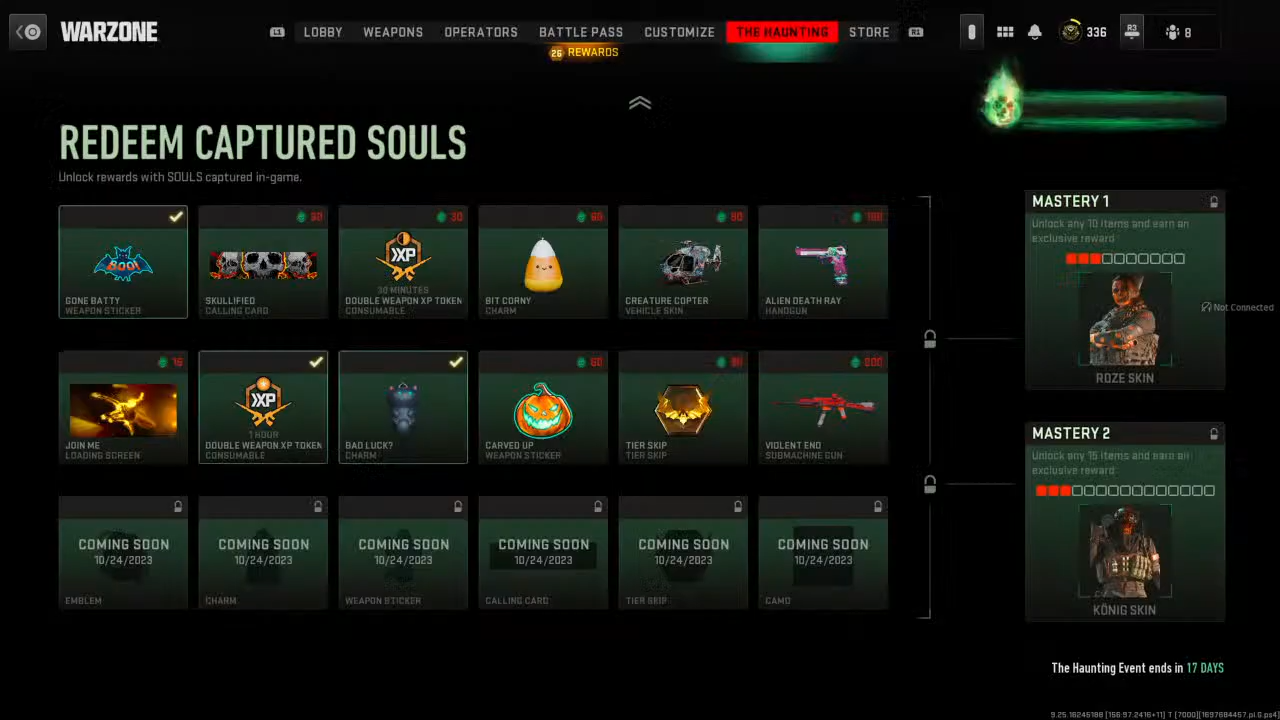 WARZONE
L1 LOBBY WEAPONS OPERATORS BATTLE PASS CUSTOMIZE THE HAUNTING STORE R1 336 R3 8
26 REWARDS
REDEEM CAPTURED SOULS
Unlock rewards with SOULS captured in-game.
30 30 60
GONE BATTY
WEAPON STICKER
SKULLIFIED
CALLING CARD
30 MINUTES
DOUBLE WEAPON XP TOKEN
CONSUMABLE
BIT CORNY
CHARM
CREATURE COPTER
VEHICLE SKIN
ALIEN DEATH RAY
HANDGUN
15 60 200
JOIN ME
LOADING SCREEN
1 HOUR
DOUBLE WEAPON XP TOKEN
CONSUMABLE
BAD LUCK?
CHARM
CARVED UP
WEAPON STICKER
TIER SKIP
TIER SKIP
VIOLENT END
SUBMACHINE GUN
COMING SOON
10/24/2023
EMBLEM
COMING SOON
10/24/2023
CHARM
COMING SOON
10/24/2023
WEAPON STICKER
COMING SOON
10/24/2023
CALLING CARD
COMING SOON
10/24/2023
TIER SKIP
COMING SOON
10/24/2023
CAMO
MASTERY 1
Unlock any 10 items and earn an
exclusive reward
Not Connected
ROZE SKIN
MASTERY 2
Unlock any 15 items and earn an
exclusive reward
KÖNIG SKIN
The Haunting Event ends in 17 DAYS